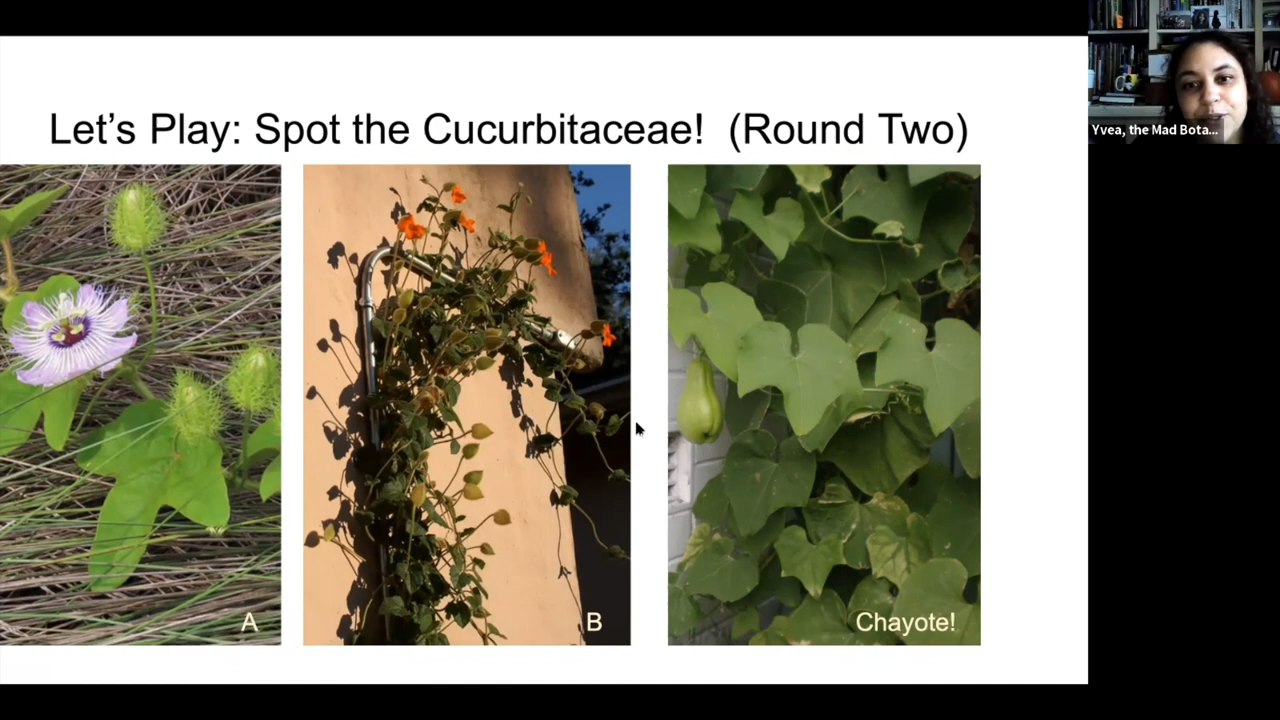 Let's Play: Spot the Cucurbitaceae! (Round Two)
Yvea, the Mad Bota...
A
B
Chayote!